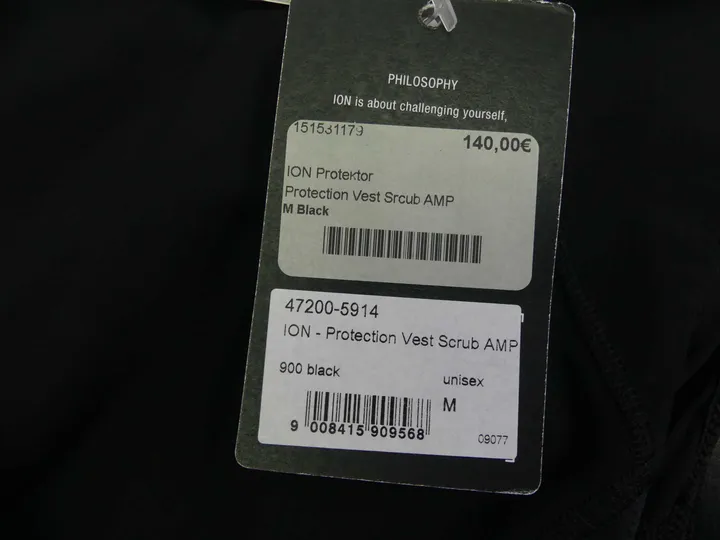 PHILOSOPHY
ION is about challenging yourself,
151531179
140,00€
ION Protektor
Protection Vest Srcub AMP
M Black
47200-5914
ION - Protection Vest Scrub AMP
900 black
unisex
M
9 008415 909568
09077